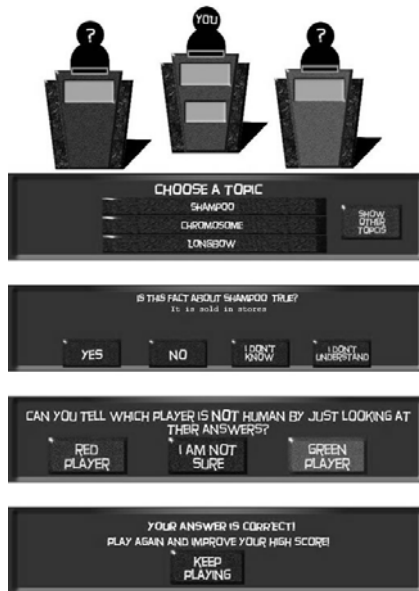 ?
YOU
?
CHOOSE A TOPIC
SHAMPOO
CHROMOSOME
LONGBOW
SHOW
OTHER
TOPICS
IS THIS FACT ABOUT SHAMPOO TRUE?
It is sold in stores
YES
NO
I DON'T
KNOW
I DON'T
UNDERSTAND
CAN YOU TELL WHICH PLAYER IS NOT HUMAN BY JUST LOOKING AT
THEIR ANSWERS?
RED
PLAYER
I AM NOT
SURE
GREEN
PLAYER
YOUR ANSWER IS CORRECT!
PLAY AGAIN AND IMPROVE YOUR HIGH SCORE!
KEEP
PLAYING